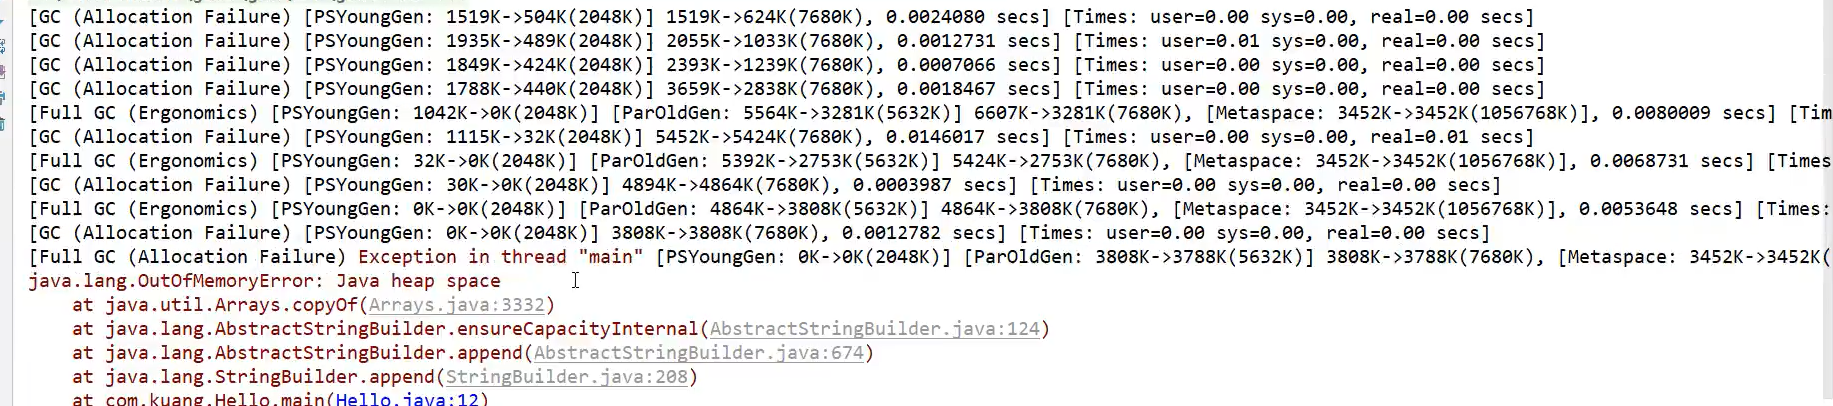 [GC (Allocation Failure) [PSYoungGen: 1519K->504K(2048K)] 1519K->624K(7680K), 0.0024080 secs] [Times: user=0.00 sys=0.00, real=0.00 secs]
[GC (Allocation Failure) [PSYoungGen: 1935K->489K(2048K)] 2055K->1033K(7680K), 0.0012731 secs] [Times: user=0.01 sys=0.00, real=0.00 secs]
[GC (Allocation Failure) [PSYoungGen: 1849K->424K(2048K)] 2393K->1239K(7680K), 0.0007066 secs] [Times: user=0.00 sys=0.00, real=0.00 secs]
[GC (Allocation Failure) [PSYoungGen: 1788K->440K(2048K)] 3659K->2838K(7680K), 0.0018467 secs] [Times: user=0.00 sys=0.00, real=0.00 secs]
[Full GC (Ergonomics) [PSYoungGen: 1042K->0K(2048K)] [ParOldGen: 5564K->3281K(5632K)] 6607K->3281K(7680K), [Metaspace: 3452K->3452K(1056768K)], 0.0080009 secs] [Tim
[GC (Allocation Failure) [PSYoungGen: 1115K->32K(2048K)] 5452K->5424K(7680K), 0.0146017 secs] [Times: user=0.00 sys=0.00, real=0.01 secs]
[Full GC (Ergonomics) [PSYoungGen: 32K->0K(2048K)] [ParOldGen: 5392K->2753K(5632K)] 5424K->2753K(7680K), [Metaspace: 3452K->3452K(1056768K)], 0.0068731 secs] [Times
[GC (Allocation Failure) [PSYoungGen: 30K->0K(2048K)] 4894K->4864K(7680K), 0.0003987 secs] [Times: user=0.00 sys=0.00, real=0.00 secs]
[Full GC (Ergonomics) [PSYoungGen: 0K->0K(2048K)] [ParOldGen: 4864K->3808K(5632K)] 4864K->3808K(7680K), [Metaspace: 3452K->3452K(1056768K)], 0.0053648 secs] [Times:
[GC (Allocation Failure) [PSYoungGen: 0K->0K(2048K)] 3808K->3808K(7680K), 0.0012782 secs] [Times: user=0.00 sys=0.00, real=0.00 secs]
[Full GC (Allocation Failure) Exception in thread "main" [PSYoungGen: 0K->0K(2048K)] [ParOldGen: 3808K->3788K(5632K)] 3808K->3788K(7680K), [Metaspace: 3452K->3452K(
java.lang.OutOfMemoryError: Java heap space
at java.util.Arrays.copyOf(Arrays.java:3332)
at java.lang.AbstractStringBuilder.ensureCapacityInternal(AbstractStringBuilder.java:124)
at java.lang.AbstractStringBuilder.append(AbstractStringBuilder.java:674)
at java.lang.StringBuilder.append(StringBuilder.java:208)
at com.kuang.Hello.main(Hello.java:12)